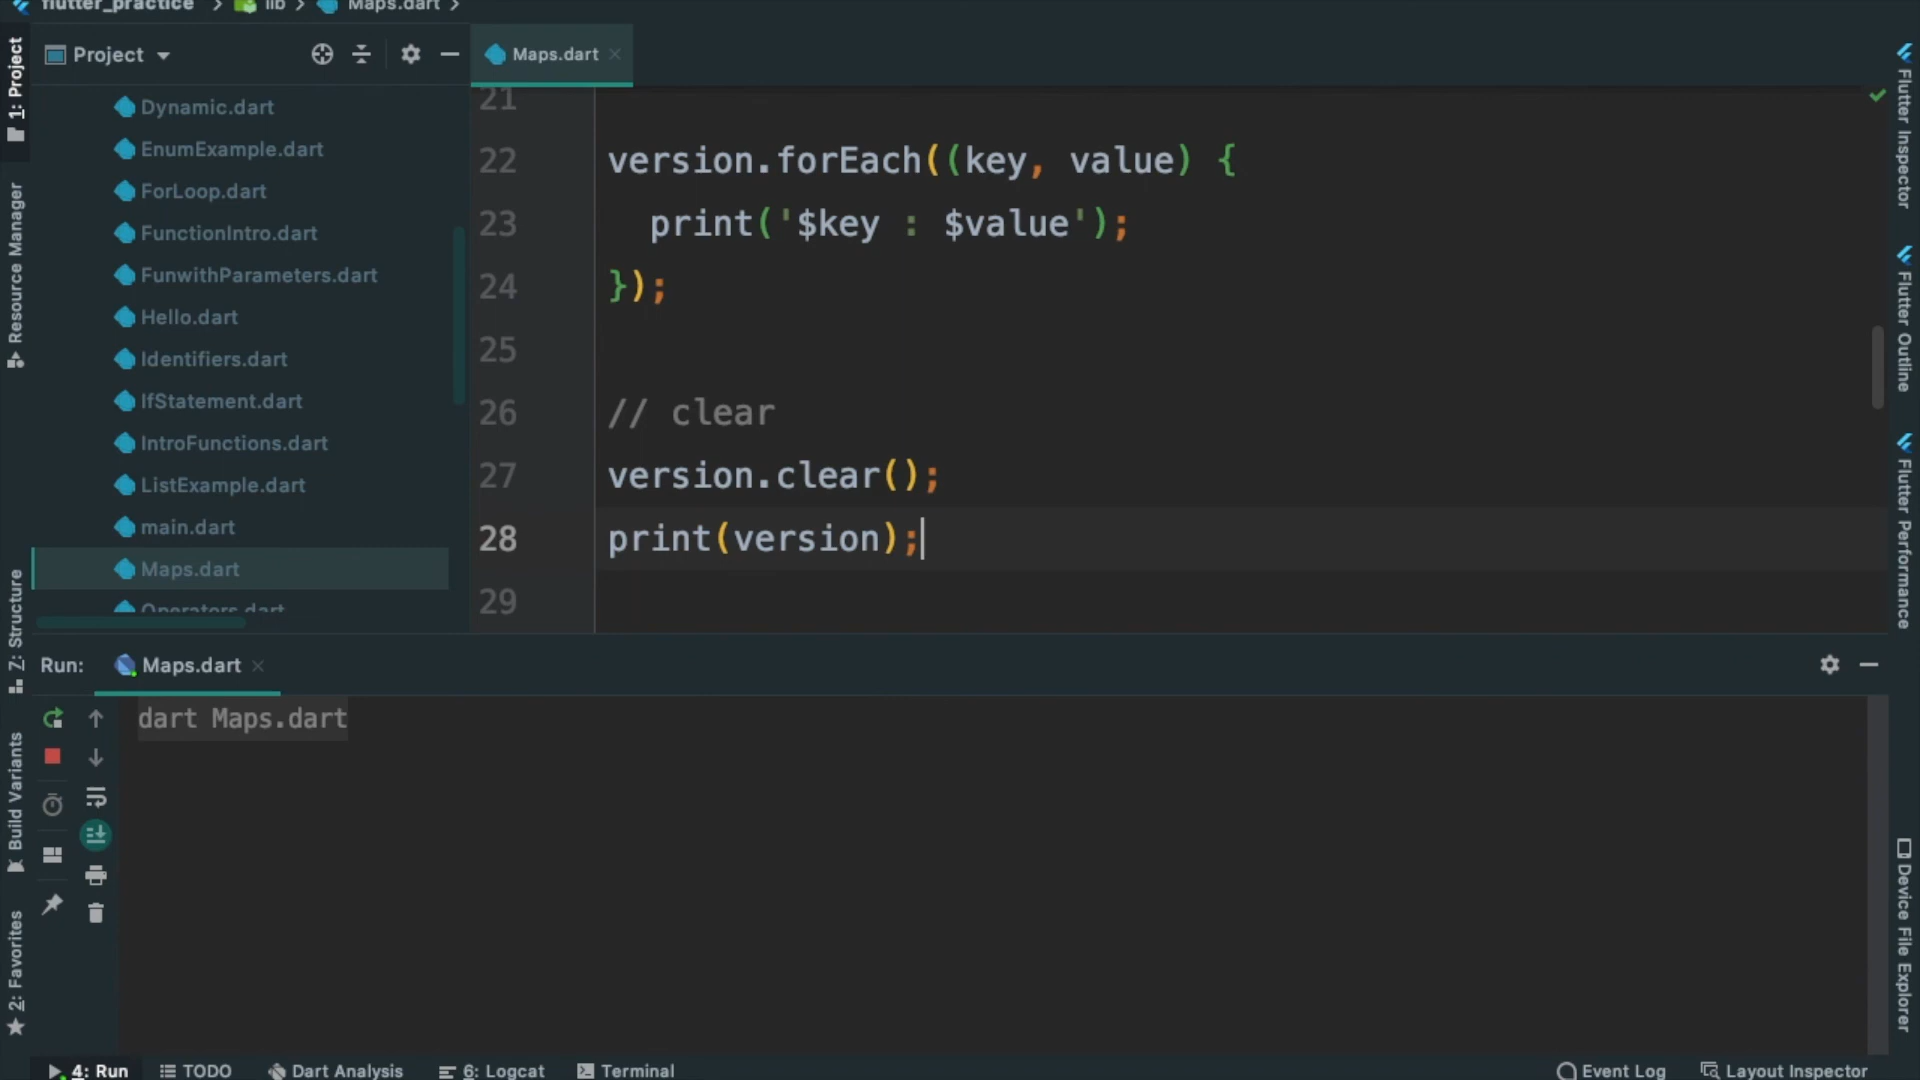 flutter_practice > lib > Maps.dart >
1: Project
Resource Manager
Z: Structure
Build Variants
2: Favorites
Project
Dynamic.dart
EnumExample.dart
ForLoop.dart
FunctionIntro.dart
FunwithParameters.dart
Hello.dart
Identifiers.dart
IfStatement.dart
IntroFunctions.dart
ListExample.dart
main.dart
Maps.dart
Operators.dart
Maps.dart
21
22 version.forEach((key, value) {
23 print('$key : $value');
24 });
25
26 // clear
27 version.clear();
28 print(version);
29
Flutter Inspector
Flutter Outline
Flutter Performance
Device File Explorer
Run: Maps.dart
dart Maps.dart
4: Run TODO Dart Analysis 6: Logcat Terminal Event Log Layout Inspector